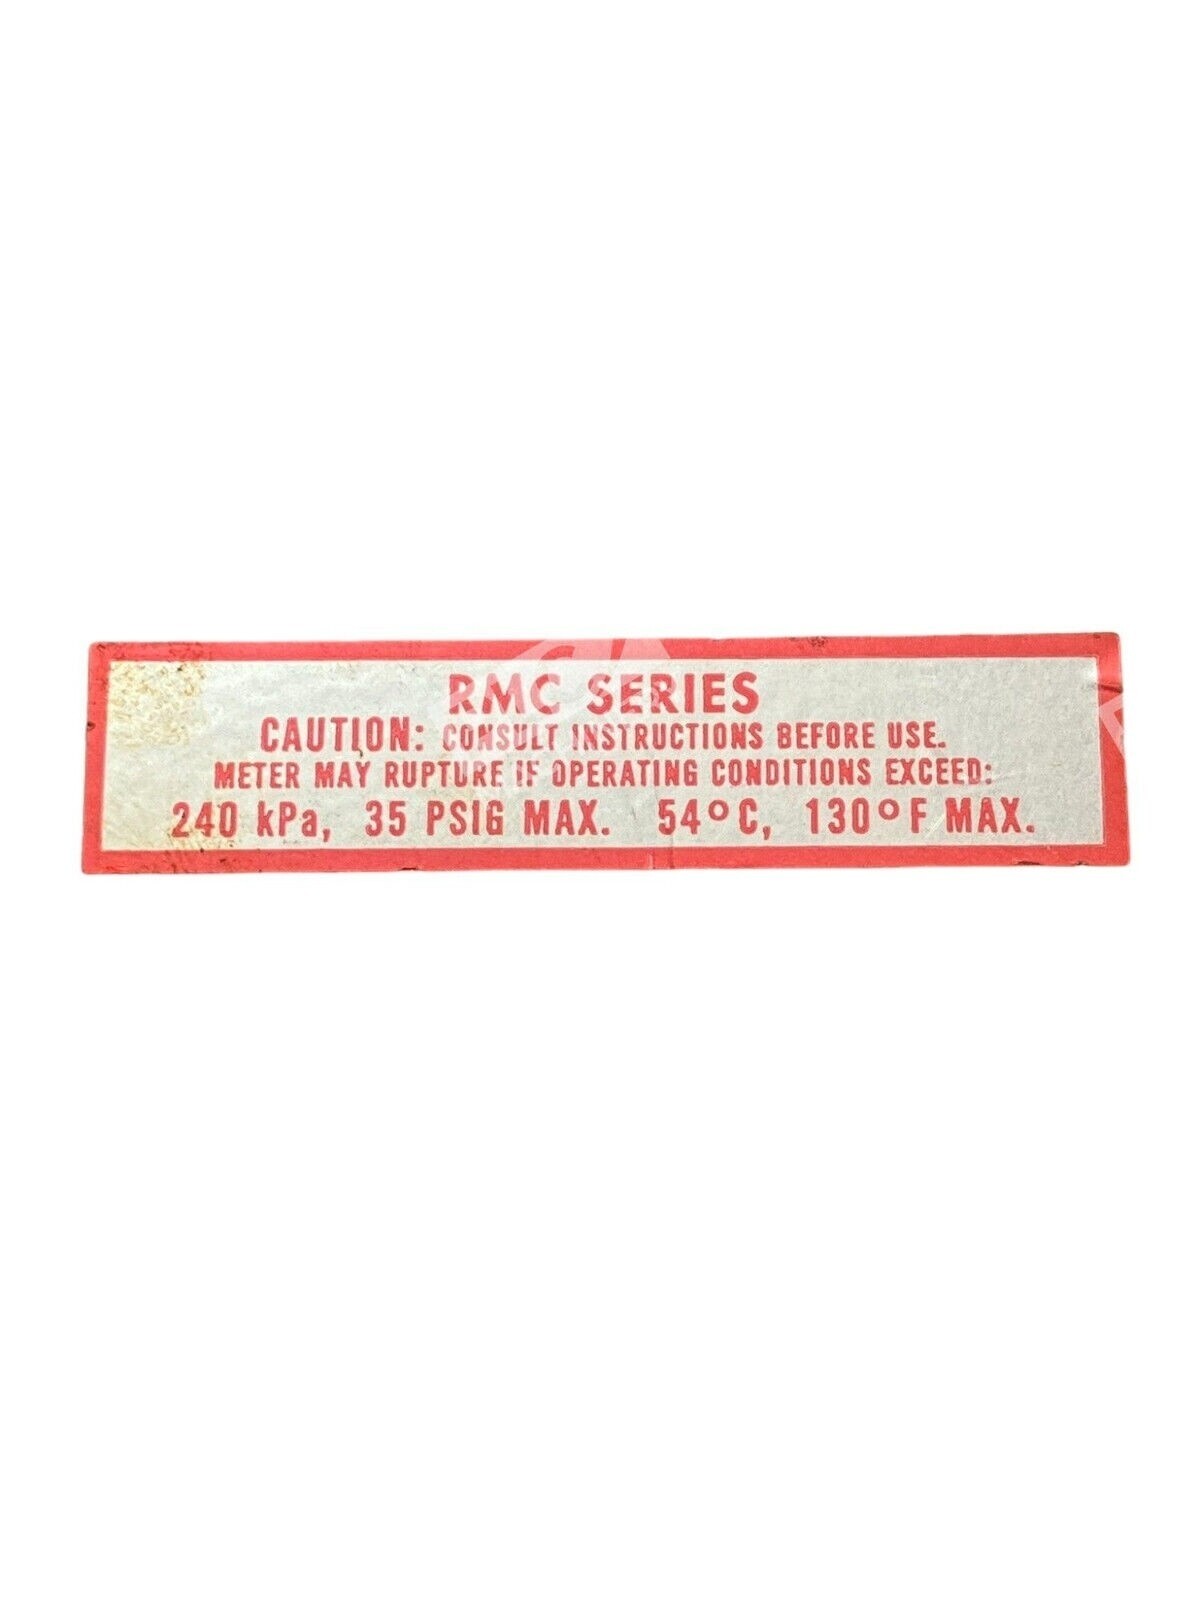 RMC SERIES
CAUTION: CONSULT INSTRUCTIONS BEFORE USE.
METER MAY RUPTURE IF OPERATING CONDITIONS EXCEED:
240 kPa, 35 PSIG MAX. 54°C, 130°F MAX.